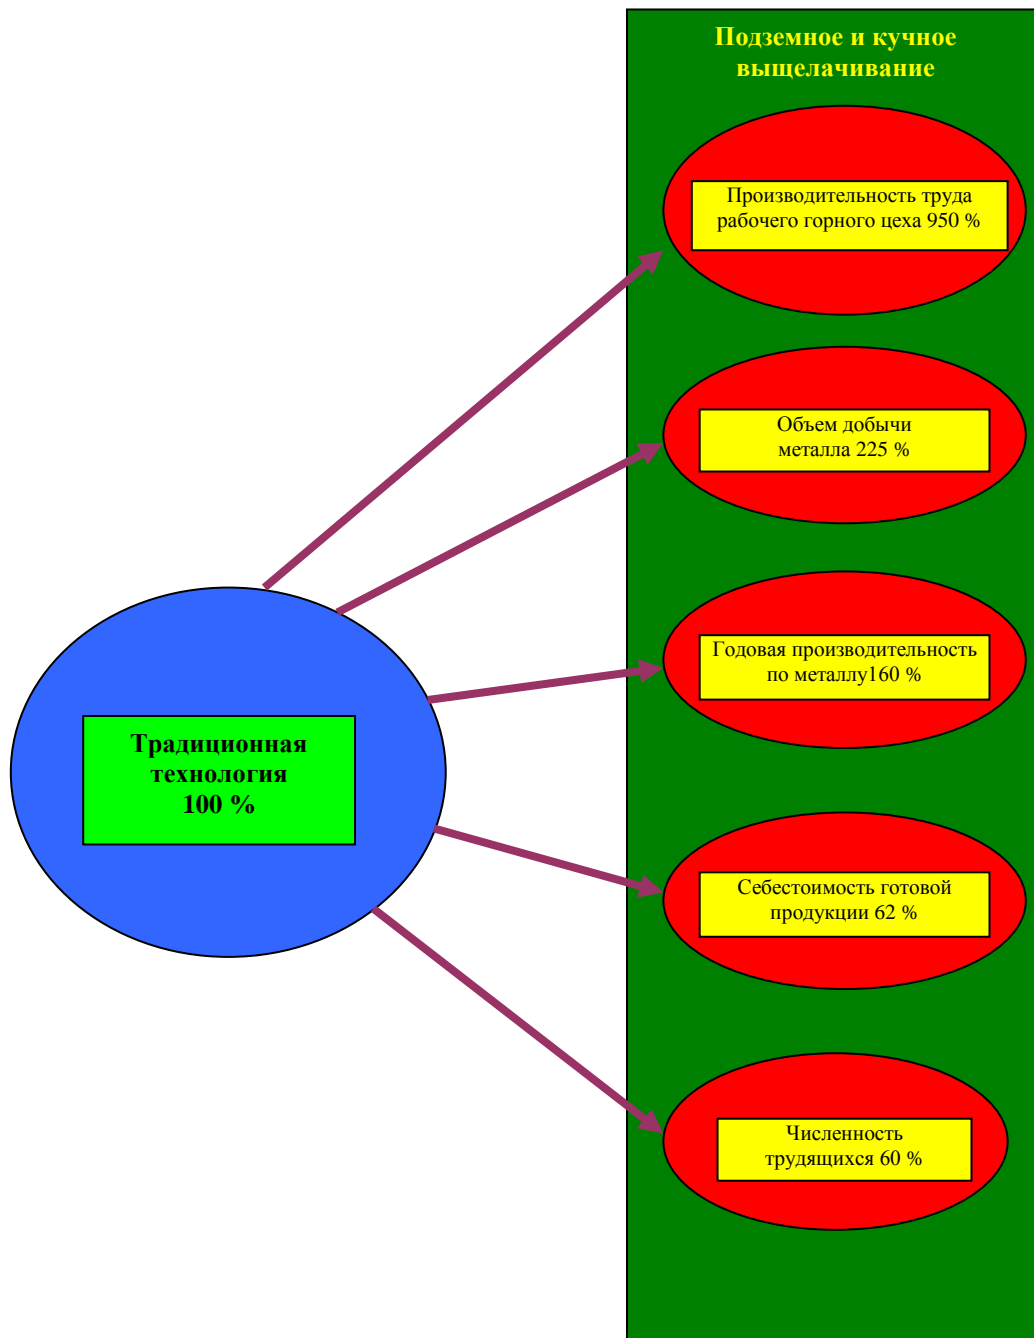 Подземное и кучное
выщелачивание
Производительность труда
рабочего горного цеха 950 %
Объем добычи
металла 225 %
Годовая производительность
по металлу160 %
Традиционная
технология
100 %
Себестоимость готовой
продукции 62 %
Численность
трудящихся 60 %